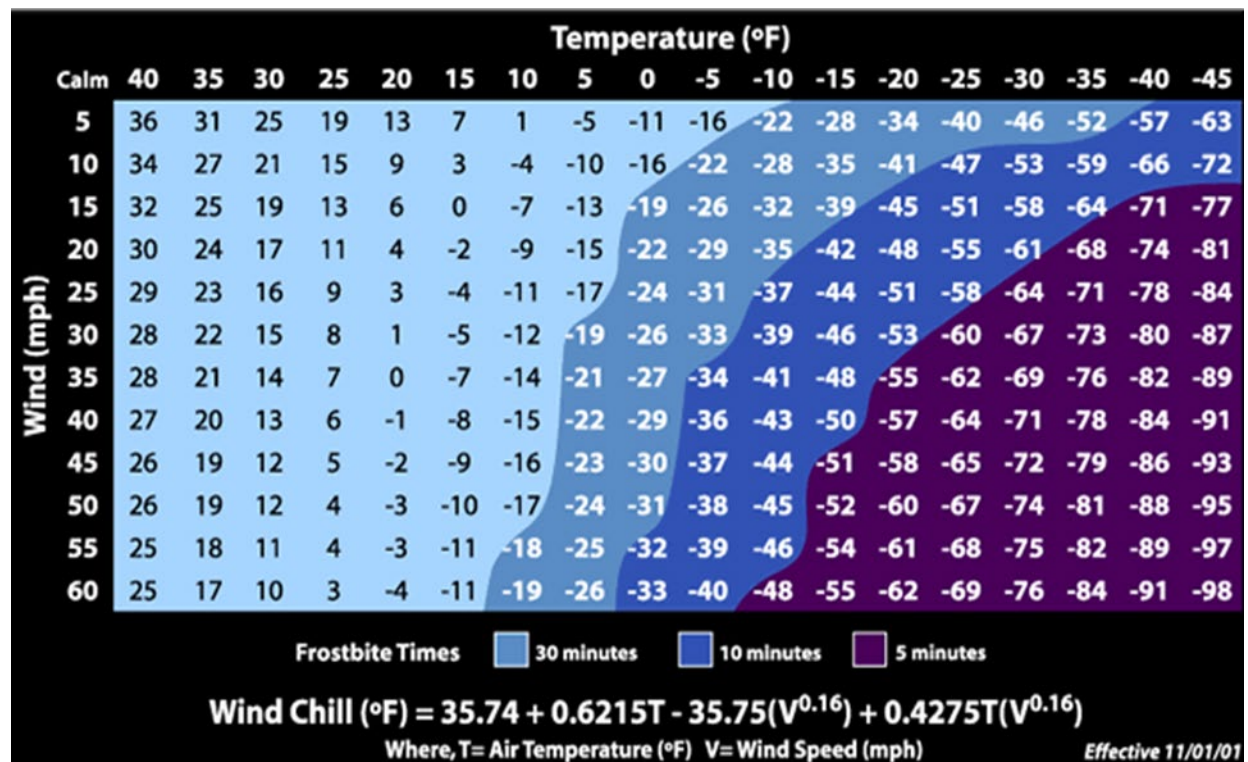 Temperature (ºF)
Calm 40 35 30 25 20 15 10 5 0 -5 -10 -15 -20 -25 -30 -35 -40 -45
5 36 31 25 19 13 7 1 -5 -11 -16 -22 -28 -34 -40 -46 -52 -57 -63
10 34 27 21 15 9 3 -4 -10 -16 -22 -28 -35 -41 -47 -53 -59 -66 -72
15 32 25 19 13 6 0 -7 -13 -19 -26 -32 -39 -45 -51 -58 -64 -71 -77
20 30 24 17 11 4 -2 -9 -15 -22 -29 -35 -42 -48 -55 -61 -68 -74 -81
25 29 23 16 9 3 -4 -11 -17 -24 -31 -37 -44 -51 -58 -64 -71 -78 -84
30 28 22 15 8 1 -5 -12 -19 -26 -33 -39 -46 -53 -60 -67 -73 -80 -87
35 28 21 14 7 0 -7 -14 -21 -27 -34 -41 -48 -55 -62 -69 -76 -82 -89
40 27 20 13 6 -1 -8 -15 -22 -29 -36 -43 -50 -57 -64 -71 -78 -84 -91
45 26 19 12 5 -2 -9 -16 -23 -30 -37 -44 -51 -58 -65 -72 -79 -86 -93
50 26 19 12 4 -3 -10 -17 -24 -31 -38 -45 -52 -60 -67 -74 -81 -88 -95
55 25 18 11 4 -3 -11 -18 -25 -32 -39 -46 -54 -61 -68 -75 -82 -89 -97
60 25 17 10 3 -4 -11 -19 -26 -33 -40 -48 -55 -62 -69 -76 -84 -91 -98
Wind (mph)
Frostbite Times 30 minutes 10 minutes 5 minutes
Wind Chill (ºF) = 35.74 + 0.6215T - 35.75(V^0.16) + 0.4275T(V^0.16)
Where, T= Air Temperature (ºF) V= Wind Speed (mph) Effective 11/01/01